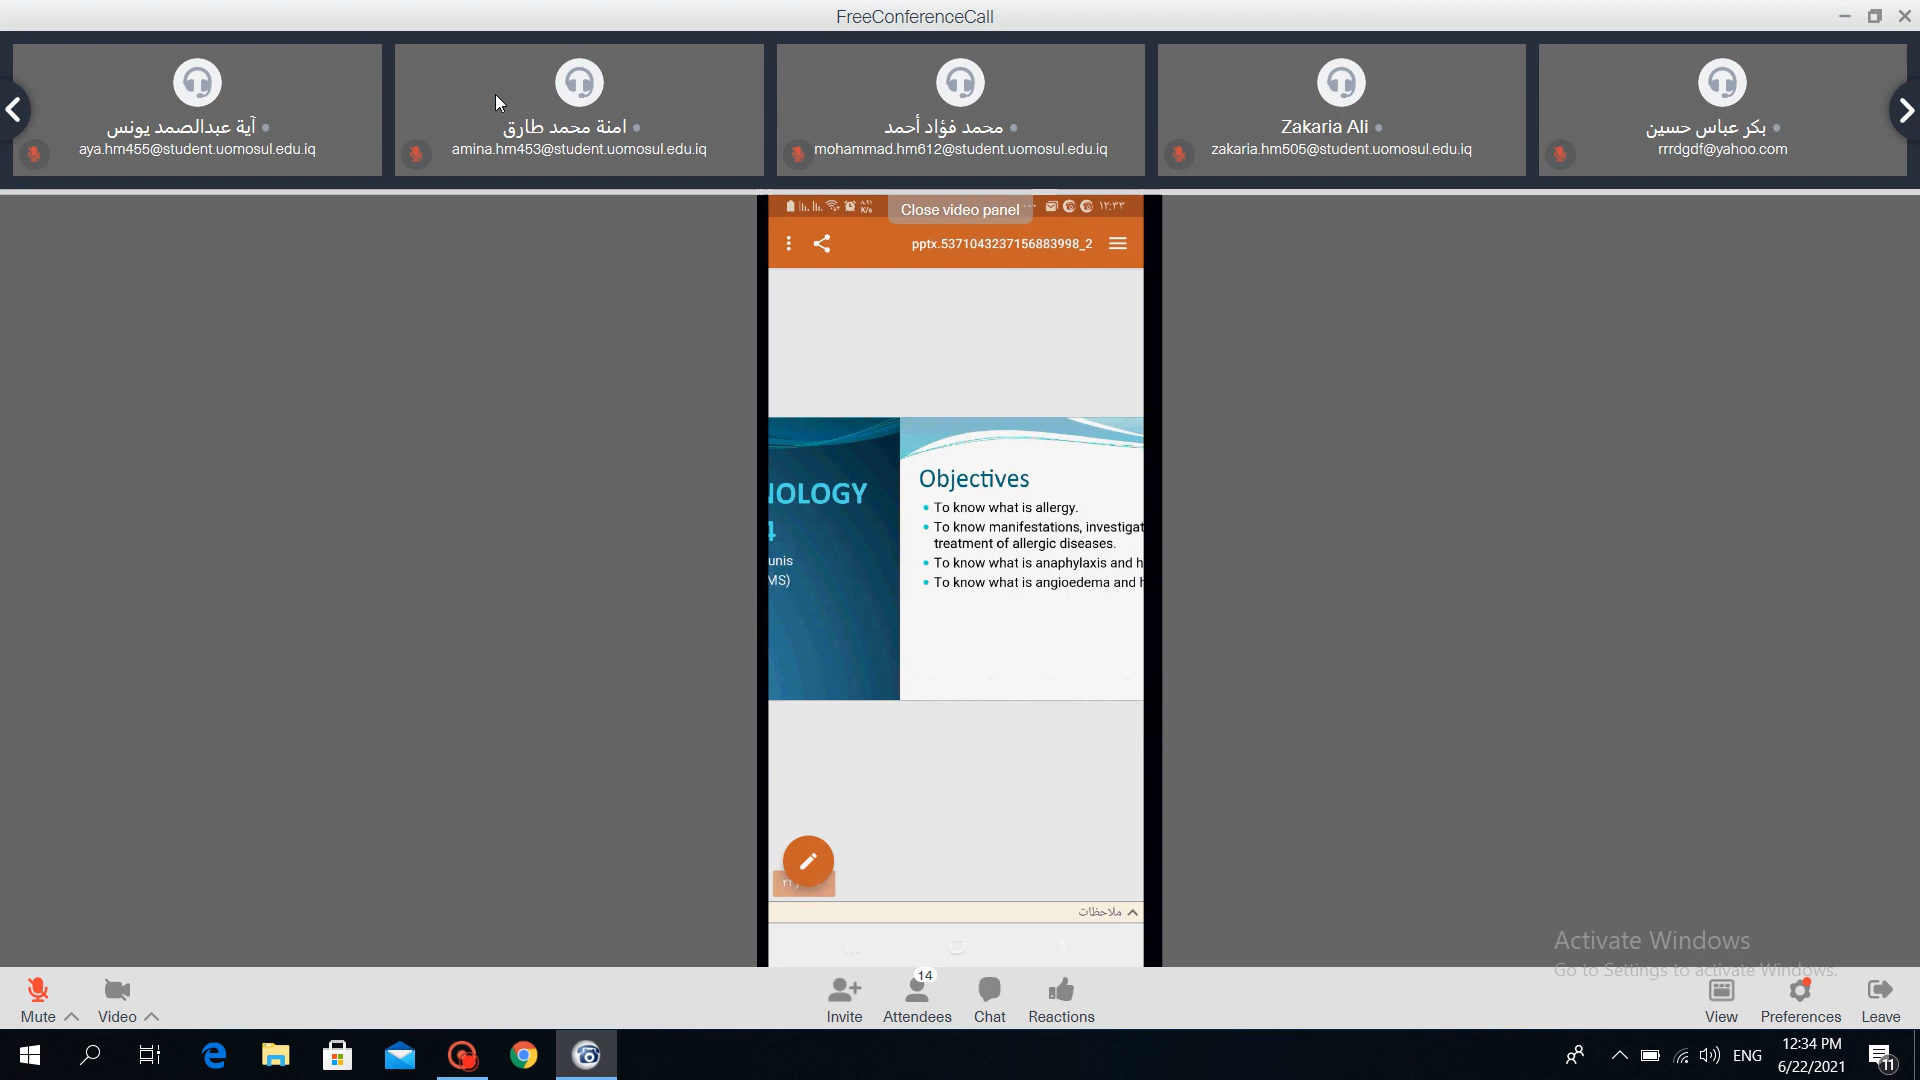 FreeConferenceCall
آية عبدالصمد يونس
aya.hm455@student.uomosul.edu.iq
امنة محمد طارق
amina.hm453@student.uomosul.edu.iq
محمد فؤاد أحمد
mohammad.hm612@student.uomosul.edu.iq
Zakaria Ali
zakaria.hm505@student.uomosul.edu.iq
بكر عباس حسين
rrrdgdf@yahoo.com
K/s
Close video panel
١٢:٣٣
pptx.5371043237156883998_2
NOLOGY
4
unis
MS)
Objectives
• To know what is allergy.
• To know manifestations, investigat
treatment of allergic diseases.
• To know what is anaphylaxis and h
• To know what is angioedema and h
ملاحظات
Activate Windows
Go to Settings to activate Windows.
Mute
Video
Invite
14
Attendees
Chat
Reactions
View
Preferences
Leave
ENG
12:34 PM
6/22/2021
11